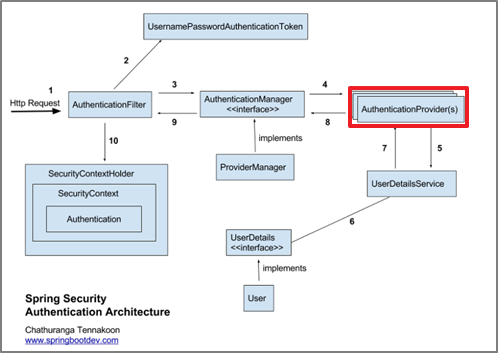 UsernamePasswordAuthenticationToken
2
1
Http Request
AuthenticationFilter
3
9
AuthenticationManager
<<interface>>
4
8
AuthenticationProvider(s)
implements
ProviderManager
10
7
5
SecurityContextHolder
SecurityContext
Authentication
UserDetailsService
6
UserDetails
<<interface>>
implements
User
Spring Security
Authentication Architecture
Chathuranga Tennakoon
www.springbootdev.com